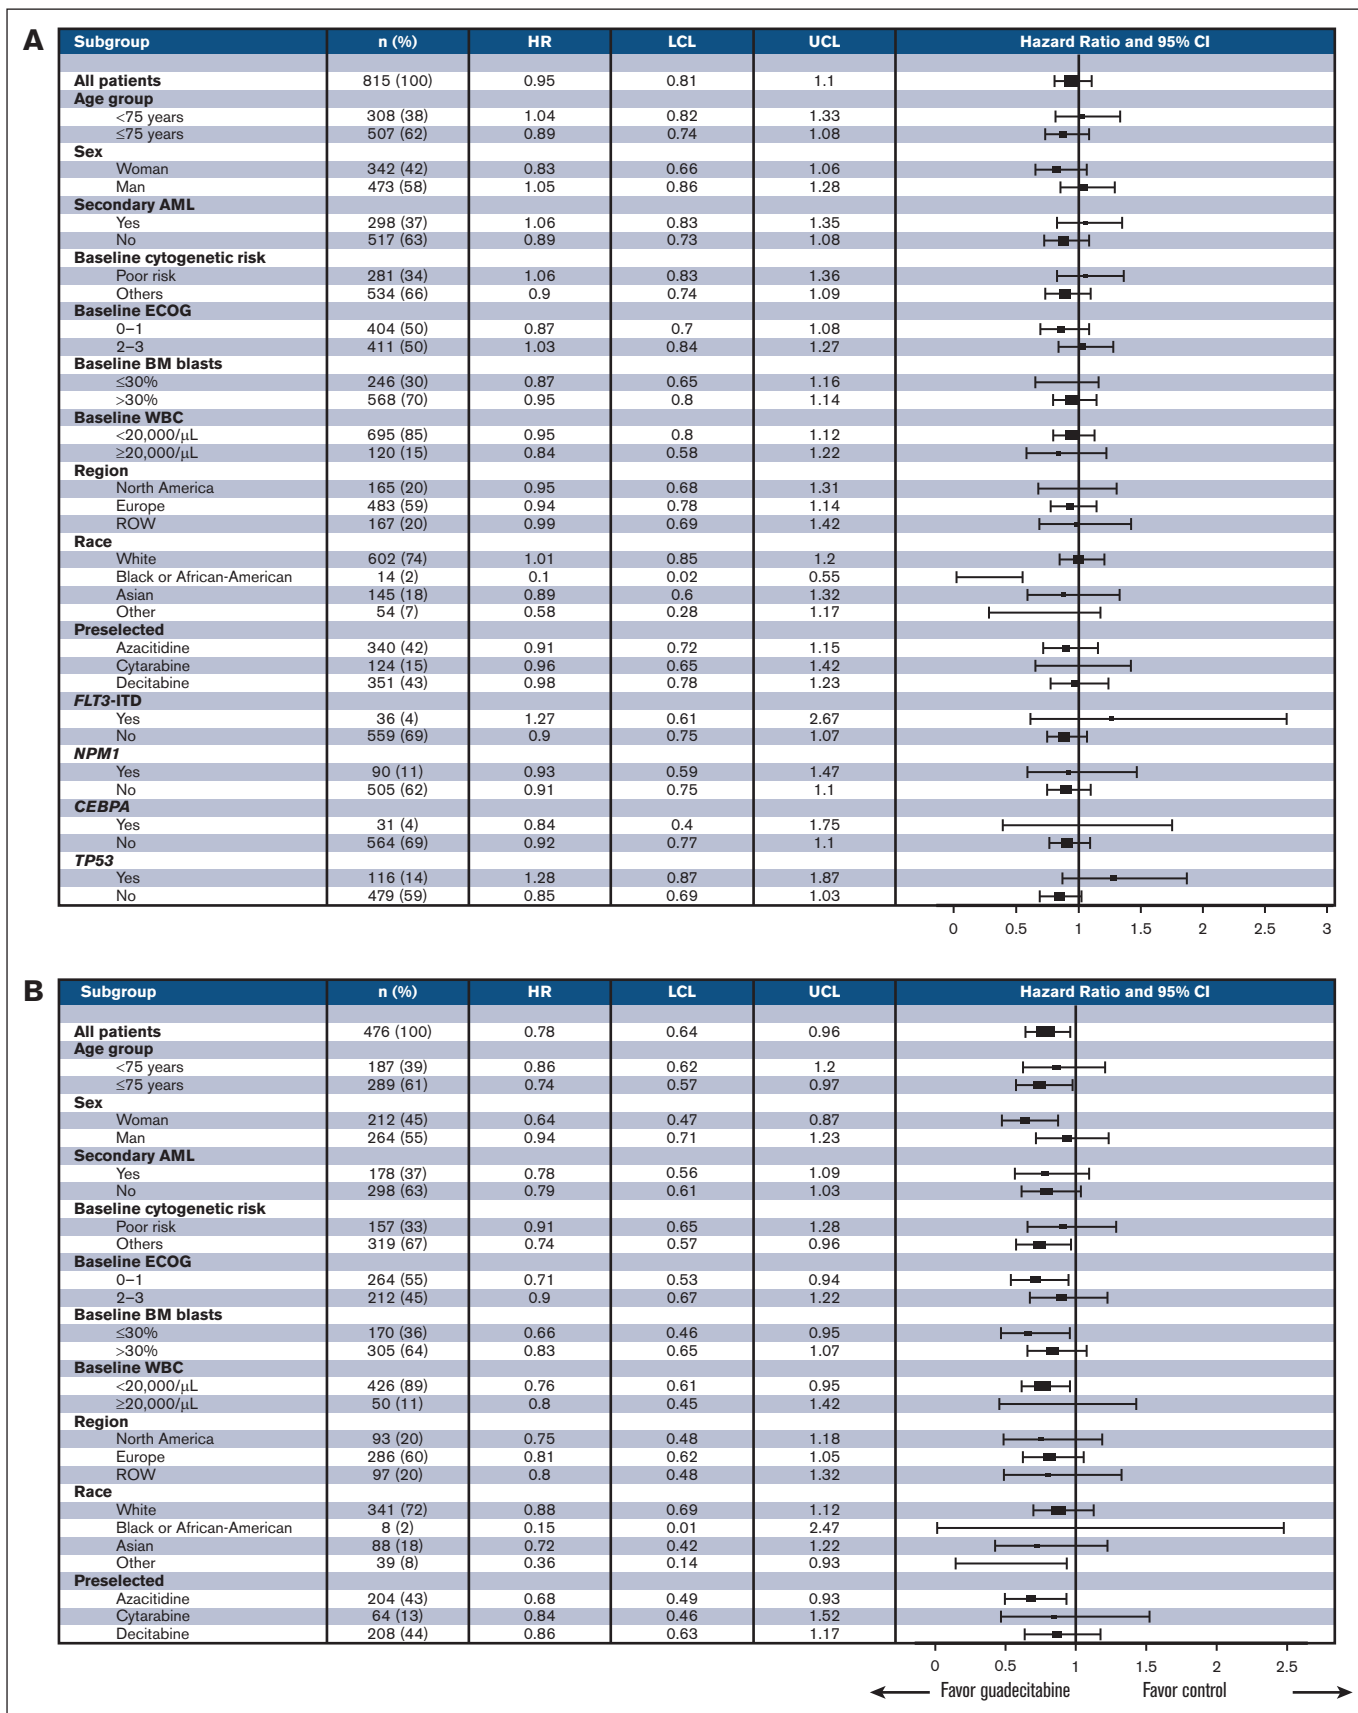 A
Subgroup n (%) HR LCL UCL Hazard Ratio and 95% CI
All patients 815 (100) 0.95 0.81 1.1
Age group
<75 years 308 (38) 1.04 0.82 1.33
≤75 years 507 (62) 0.89 0.74 1.08
Sex
Woman 342 (42) 0.83 0.66 1.06
Man 473 (58) 1.05 0.86 1.28
Secondary AML
Yes 298 (37) 1.06 0.83 1.35
No 517 (63) 0.89 0.73 1.08
Baseline cytogenetic risk
Poor risk 281 (34) 1.06 0.83 1.36
Others 534 (66) 0.9 0.74 1.09
Baseline ECOG
0–1 404 (50) 0.87 0.7 1.08
2–3 411 (50) 1.03 0.84 1.27
Baseline BM blasts
≤30% 246 (30) 0.87 0.65 1.16
>30% 568 (70) 0.95 0.8 1.14
Baseline WBC
<20,000/μL 695 (85) 0.95 0.8 1.12
≥20,000/μL 120 (15) 0.84 0.58 1.22
Region
North America 165 (20) 0.95 0.68 1.31
Europe 483 (59) 0.94 0.78 1.14
ROW 167 (20) 0.99 0.69 1.42
Race
White 602 (74) 1.01 0.85 1.2
Black or African-American 14 (2) 0.1 0.02 0.55
Asian 145 (18) 0.89 0.6 1.32
Other 54 (7) 0.58 0.28 1.17
Preselected
Azacitidine 340 (42) 0.91 0.72 1.15
Cytarabine 124 (15) 0.96 0.65 1.42
Decitabine 351 (43) 0.98 0.78 1.23
FLT3-ITD
Yes 36 (4) 1.27 0.61 2.67
No 559 (69) 0.9 0.75 1.07
NPM1
Yes 90 (11) 0.93 0.59 1.47
No 505 (62) 0.91 0.75 1.1
CEBPA
Yes 31 (4) 0.84 0.4 1.75
No 564 (69) 0.92 0.77 1.1
TP53
Yes 116 (14) 1.28 0.87 1.87
No 479 (59) 0.85 0.69 1.03
0 0.5 1 1.5 2 2.5 3
B
Subgroup n (%) HR LCL UCL Hazard Ratio and 95% CI
All patients 476 (100) 0.78 0.64 0.96
Age group
<75 years 187 (39) 0.86 0.62 1.2
≤75 years 289 (61) 0.74 0.57 0.97
Sex
Woman 212 (45) 0.64 0.47 0.87
Man 264 (55) 0.94 0.71 1.23
Secondary AML
Yes 178 (37) 0.78 0.56 1.09
No 298 (63) 0.79 0.61 1.03
Baseline cytogenetic risk
Poor risk 157 (33) 0.91 0.65 1.28
Others 319 (67) 0.74 0.57 0.96
Baseline ECOG
0–1 264 (55) 0.71 0.53 0.94
2–3 212 (45) 0.9 0.67 1.22
Baseline BM blasts
≤30% 170 (36) 0.66 0.46 0.95
>30% 305 (64) 0.83 0.65 1.07
Baseline WBC
<20,000/μL 426 (89) 0.76 0.61 0.95
≥20,000/μL 50 (11) 0.8 0.45 1.42
Region
North America 93 (20) 0.75 0.48 1.18
Europe 286 (60) 0.81 0.62 1.05
ROW 97 (20) 0.8 0.48 1.32
Race
White 341 (72) 0.88 0.69 1.12
Black or African-American 8 (2) 0.15 0.01 2.47
Asian 88 (18) 0.72 0.42 1.22
Other 39 (8) 0.36 0.14 0.93
Preselected
Azacitidine 204 (43) 0.68 0.49 0.93
Cytarabine 64 (13) 0.84 0.46 1.52
Decitabine 208 (44) 0.86 0.63 1.17
0 0.5 1 1.5 2 2.5
Favor guadecitabine Favor control